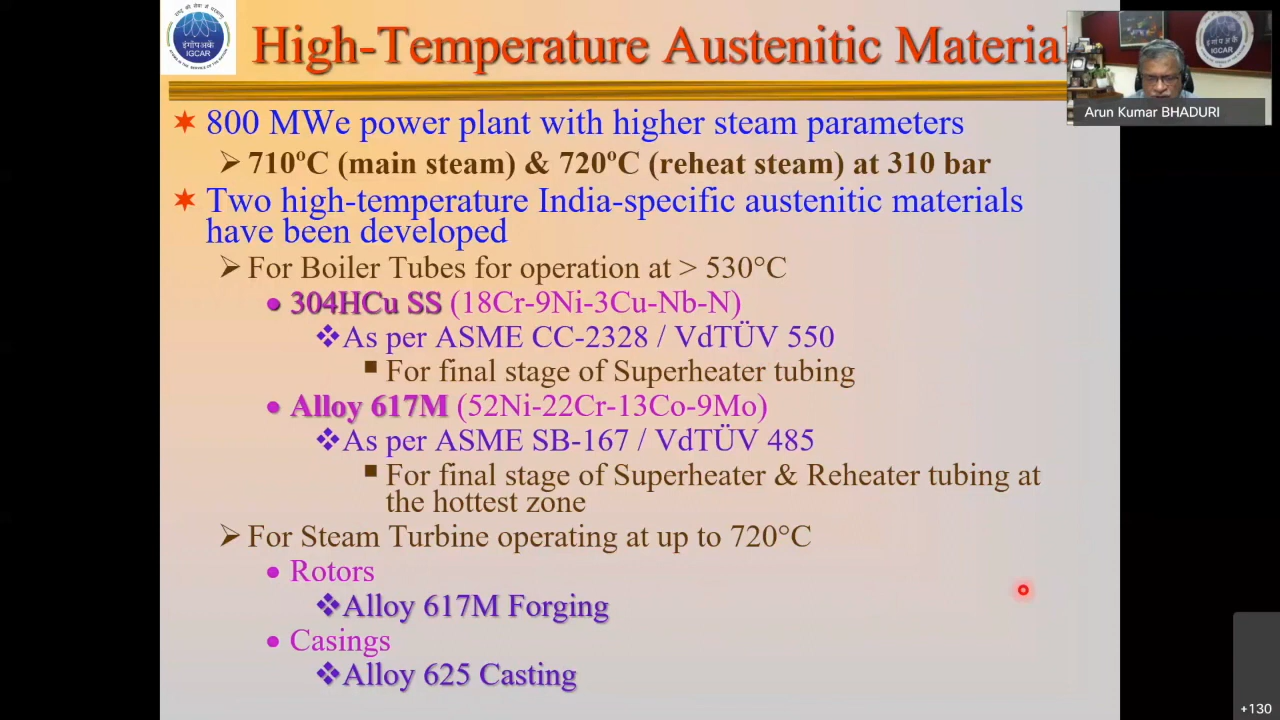 High-Temperature Austenitic Material
इंगांपअकें
IGCAR
Arun Kumar BHADURI
800 MWe power plant with higher steam parameters
710ºC (main steam) & 720ºC (reheat steam) at 310 bar
Two high-temperature India-specific austenitic materials
have been developed
For Boiler Tubes for operation at > 530°C
304HCu SS (18Cr-9Ni-3Cu-Nb-N)
As per ASME CC-2328 / VdTÜV 550
For final stage of Superheater tubing
Alloy 617M (52Ni-22Cr-13Co-9Mo)
As per ASME SB-167 / VdTÜV 485
For final stage of Superheater & Reheater tubing at
the hottest zone
For Steam Turbine operating at up to 720°C
Rotors
Alloy 617M Forging
Casings
Alloy 625 Casting
+130